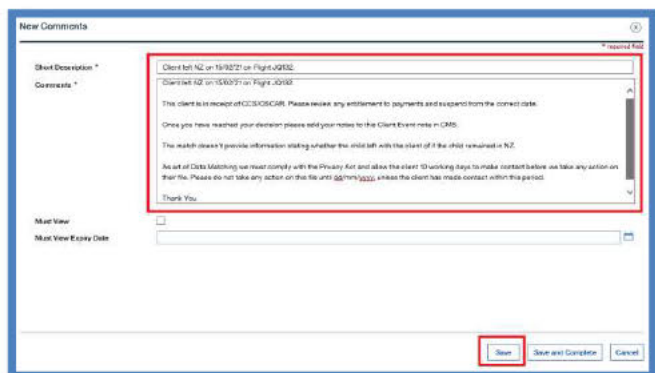 New Comments
* required field
Short Description *
Client left NZ on 15/02/21 on Flight JQ132.
Comments *
Client left NZ on 15/02/21 on Flight JQ132
This client is in receipt of CCS/OSCAR. Please review any entitlement to payments and suspend from the correct date.
Once you have reached your decision please add your notes to this Client Event note in CMS.
The match doesn't provide information stating whether the child left with the client of if the child remained in NZ.
As art of Data Matching we must comply with the Privacy Act and allow the client 10 working days to make contact before we take any action on
their file. Please do not take any action on this file until dd/mm/yyyy, unless the client has made contact within this period.
Thank You
Must View
Must View Expiry Date
Save
Save and Complete
Cancel